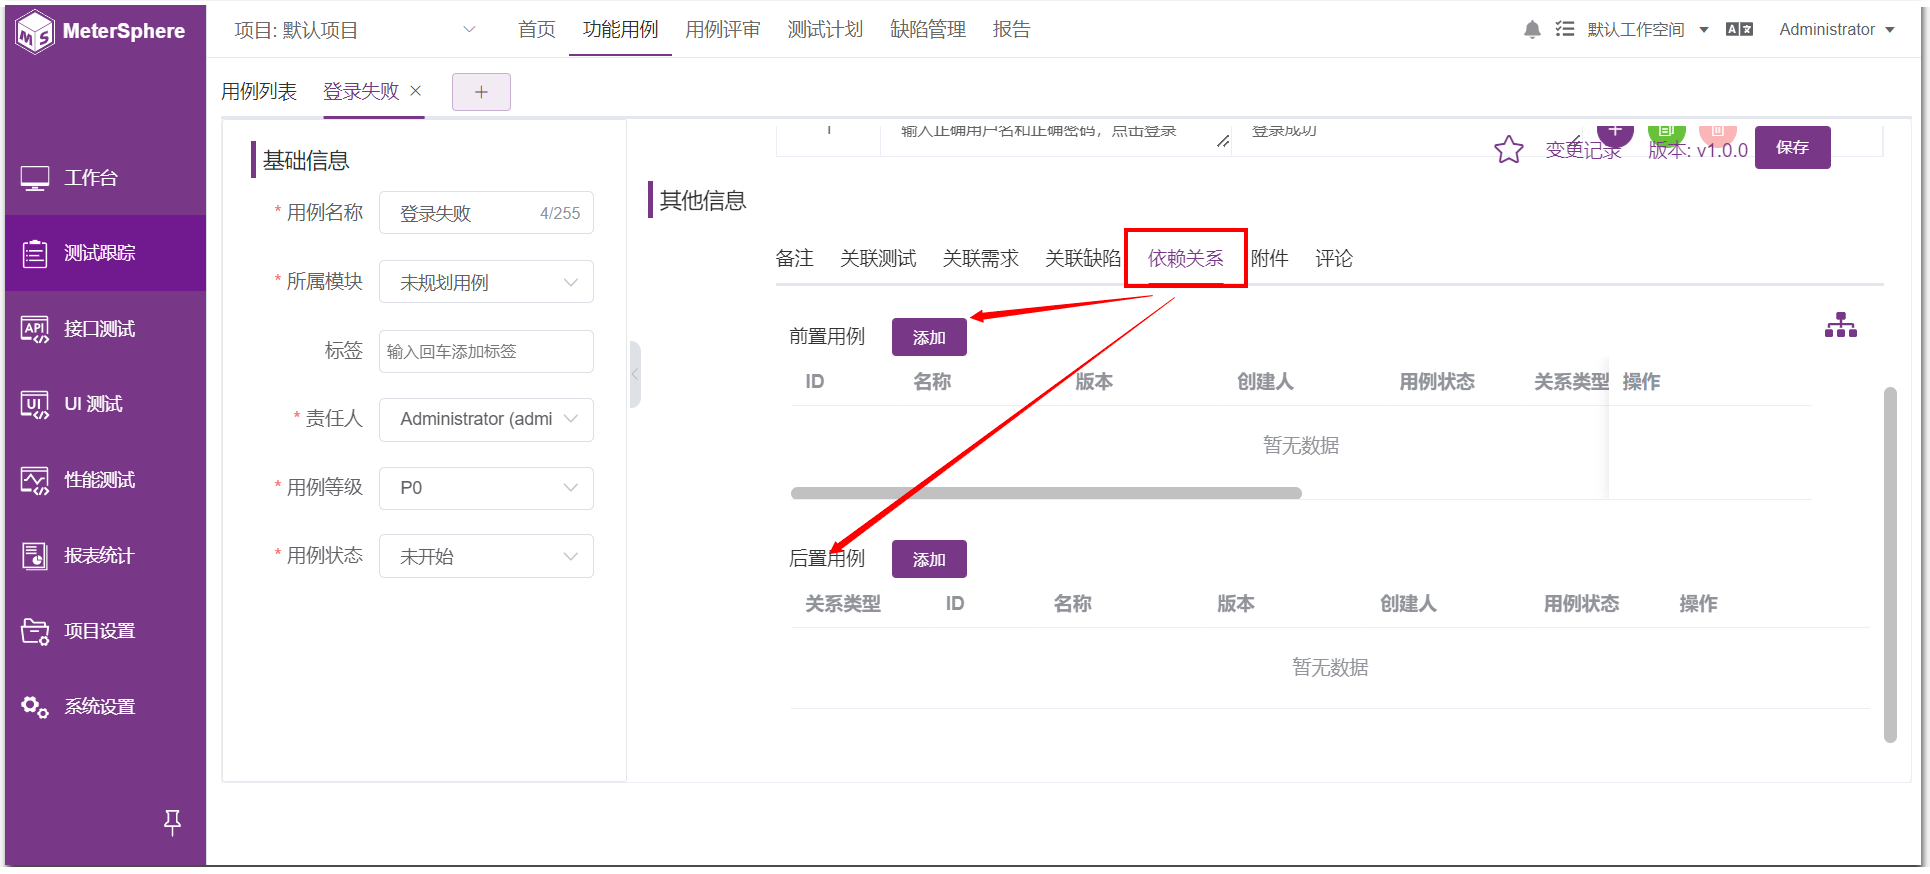 MeterSphere
项目: 默认项目
首页
功能用例
用例评审
测试计划
缺陷管理
报告
默认工作空间
Administrator
用例列表
登录失败
工作台
测试跟踪
接口测试
UI 测试
性能测试
报表统计
项目设置
系统设置
基础信息
* 用例名称 登录失败 4/255
* 所属模块 未规划用例
标签 输入回车添加标签
* 责任人 Administrator (admi
* 用例等级 P0
* 用例状态 未开始
1 输入正确用户名和正确密码，点击登录 登录成功
变更记录 版本: v1.0.0 保存
其他信息
备注 关联测试 关联需求 关联缺陷 依赖关系 附件 评论
前置用例 添加
ID 名称 版本 创建人 用例状态 关系类型 操作
暂无数据
后置用例 添加
关系类型 ID 名称 版本 创建人 用例状态 操作
暂无数据